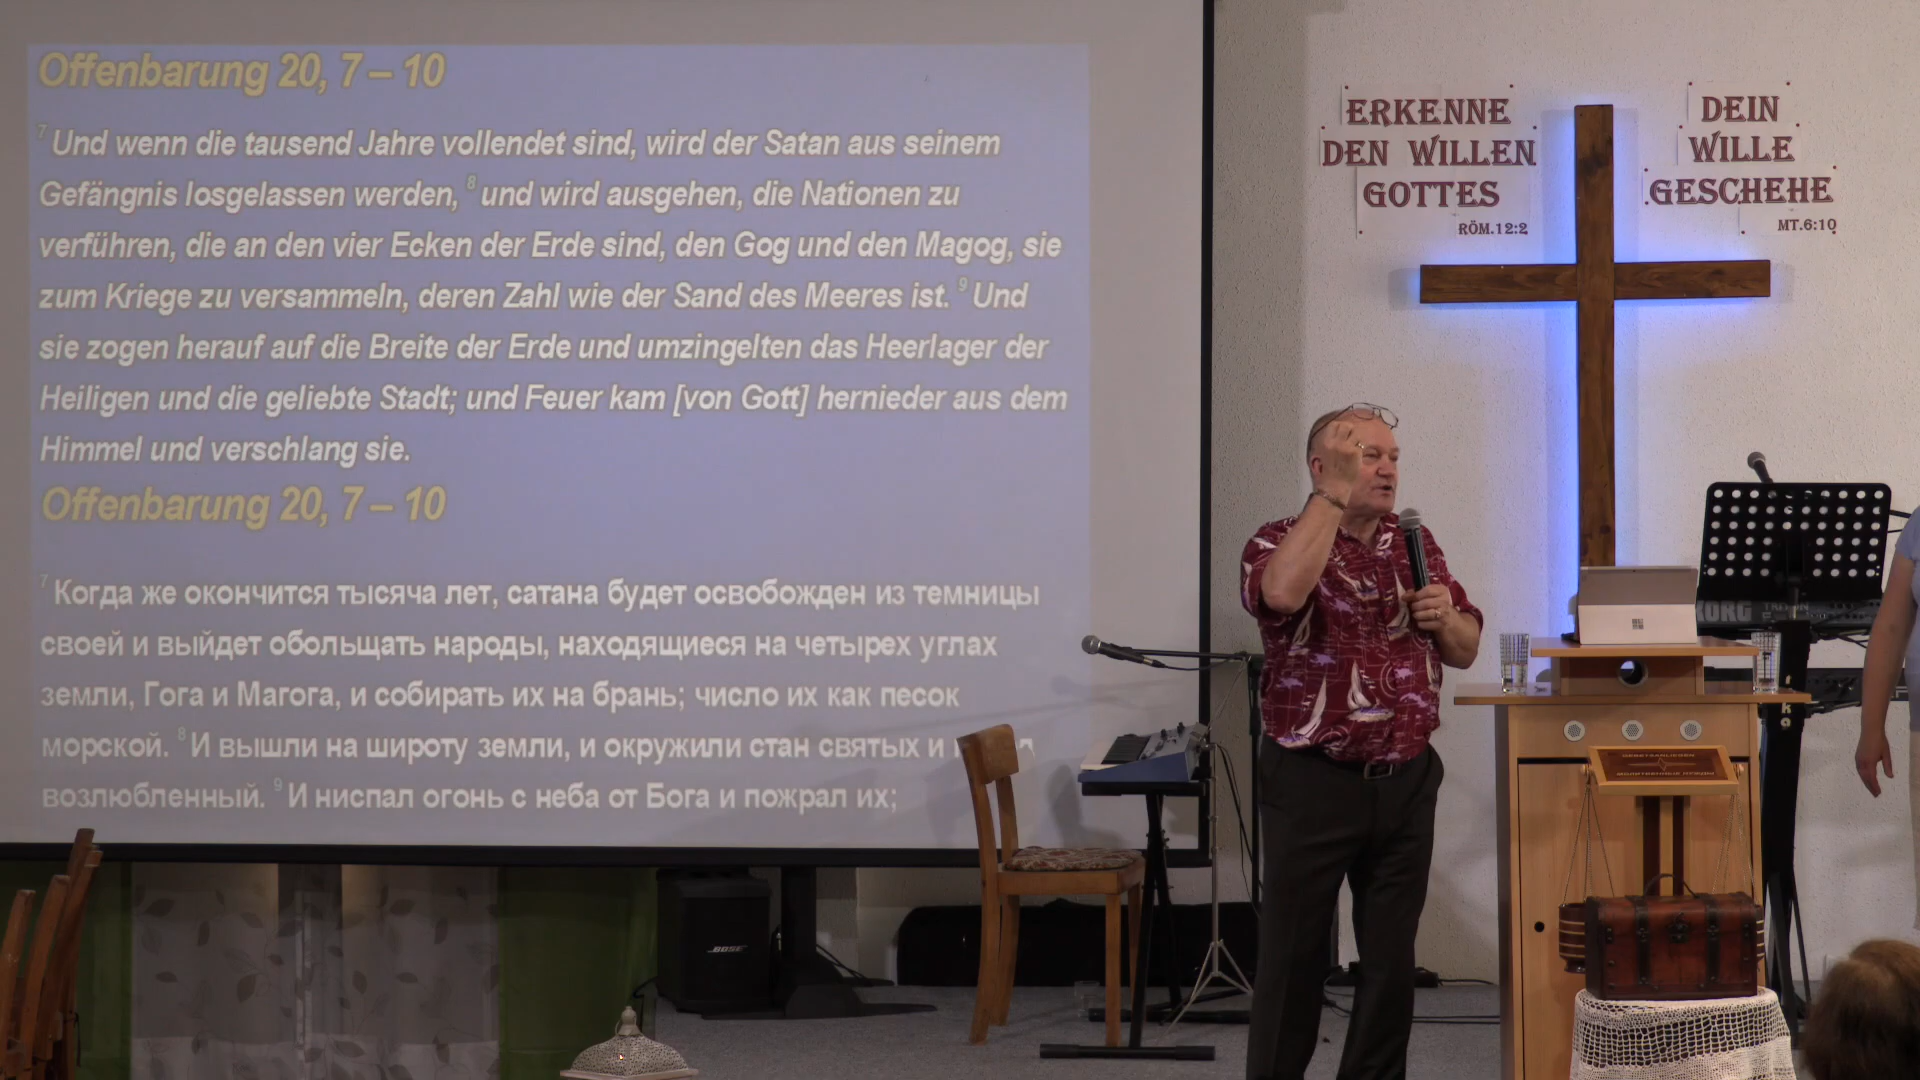 Offenbarung 20, 7 – 10
7 Und wenn die tausend Jahre vollendet sind, wird der Satan aus seinem
Gefängnis losgelassen werden, 8 und wird ausgehen, die Nationen zu
verführen, die an den vier Ecken der Erde sind, den Gog und den Magog, sie
zum Kriege zu versammeln, deren Zahl wie der Sand des Meeres ist. 9 Und
sie zogen herauf auf die Breite der Erde und umzingelten das Heerlager der
Heiligen und die geliebte Stadt; und Feuer kam [von Gott] hernieder aus dem
Himmel und verschlang sie.
Offenbarung 20, 7 – 10
7 Когда же окончится тысяча лет, сатана будет освобожден из темницы
своей и выйдет обольщать народы, находящиеся на четырех углах
земли, Гога и Магога, и собирать их на брань; число их как песок
морской. 8 И вышли на широту земли, и окружили стан святых и
возлюбленный. 9 И ниспал огонь с неба от Бога и пожрал их;
ERKENNE
DEN WILLEN
GOTTES
RÖM.12:2
DEIN
WILLE
GESCHEHE
MT.6:10
KORG
BOSE